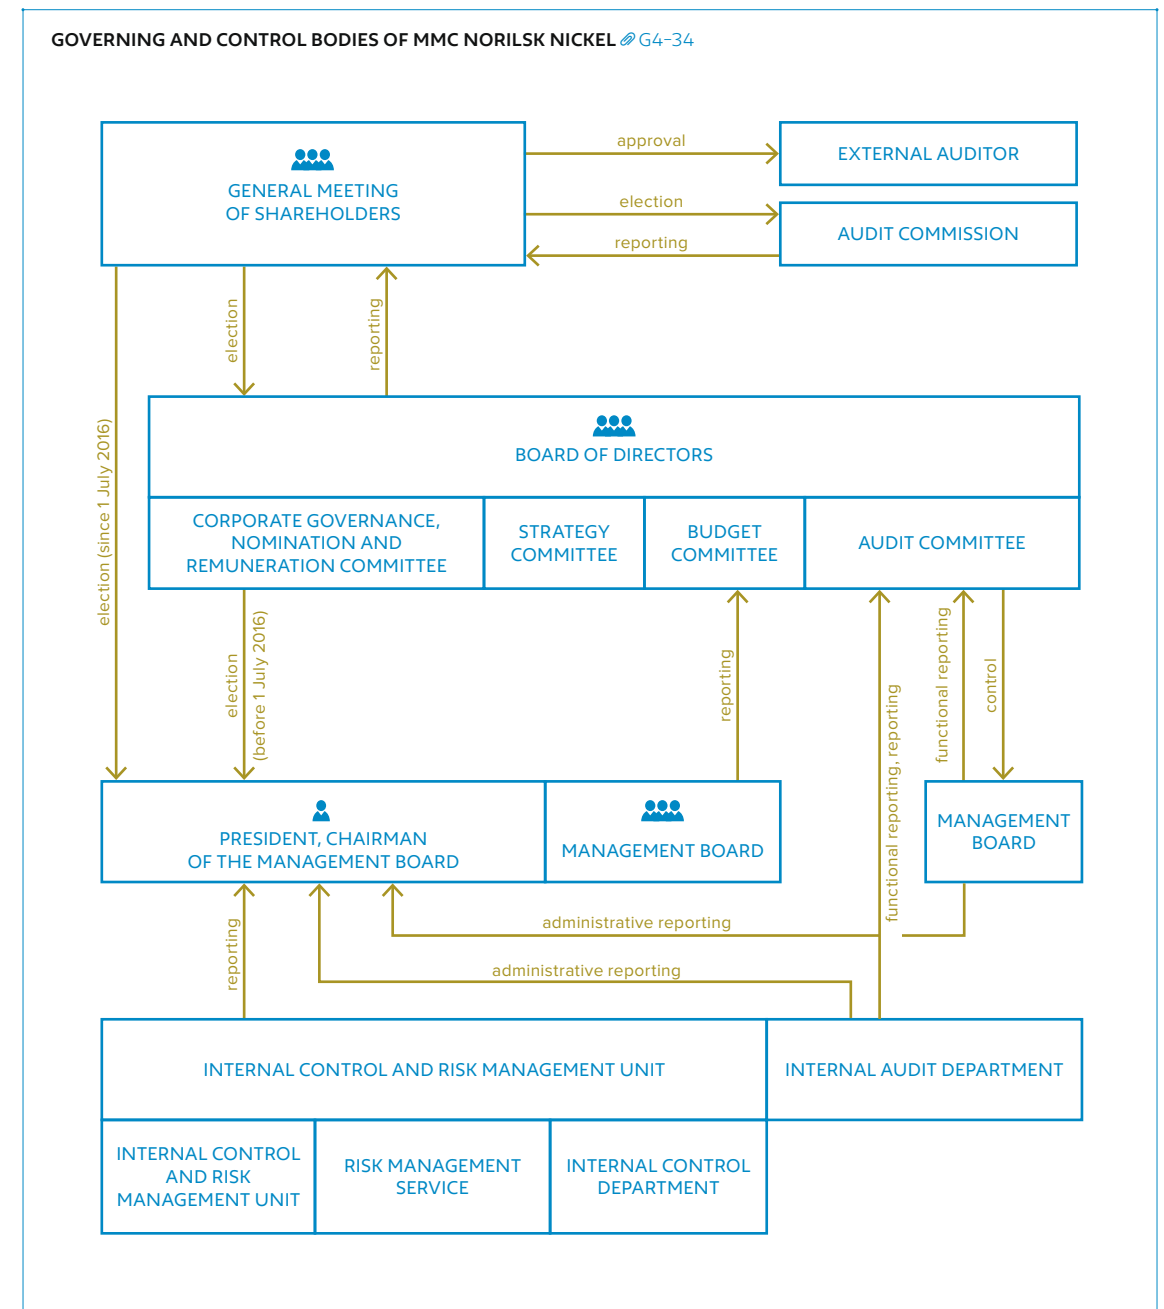 GOVERNING AND CONTROL BODIES OF MMC NORILSK NICKEL G4-34
approval
EXTERNAL AUDITOR
GENERAL MEETING
OF SHAREHOLDERS
election
AUDIT COMMISSION
reporting
election
reporting
election (since 1 July 2016)
BOARD OF DIRECTORS
CORPORATE GOVERNANCE,
NOMINATION AND
REMUNERATION COMMITTEE
STRATEGY
COMMITTEE
BUDGET
COMMITTEE
AUDIT COMMITTEE
election
(before 1 July 2016)
reporting
functional reporting, reporting
functional reporting
control
PRESIDENT, CHAIRMAN
OF THE MANAGEMENT BOARD
MANAGEMENT BOARD
MANAGEMENT
BOARD
administrative reporting
reporting
administrative reporting
INTERNAL CONTROL AND RISK MANAGEMENT UNIT
INTERNAL AUDIT DEPARTMENT
INTERNAL CONTROL
AND RISK
MANAGEMENT UNIT
RISK MANAGEMENT
SERVICE
INTERNAL CONTROL
DEPARTMENT